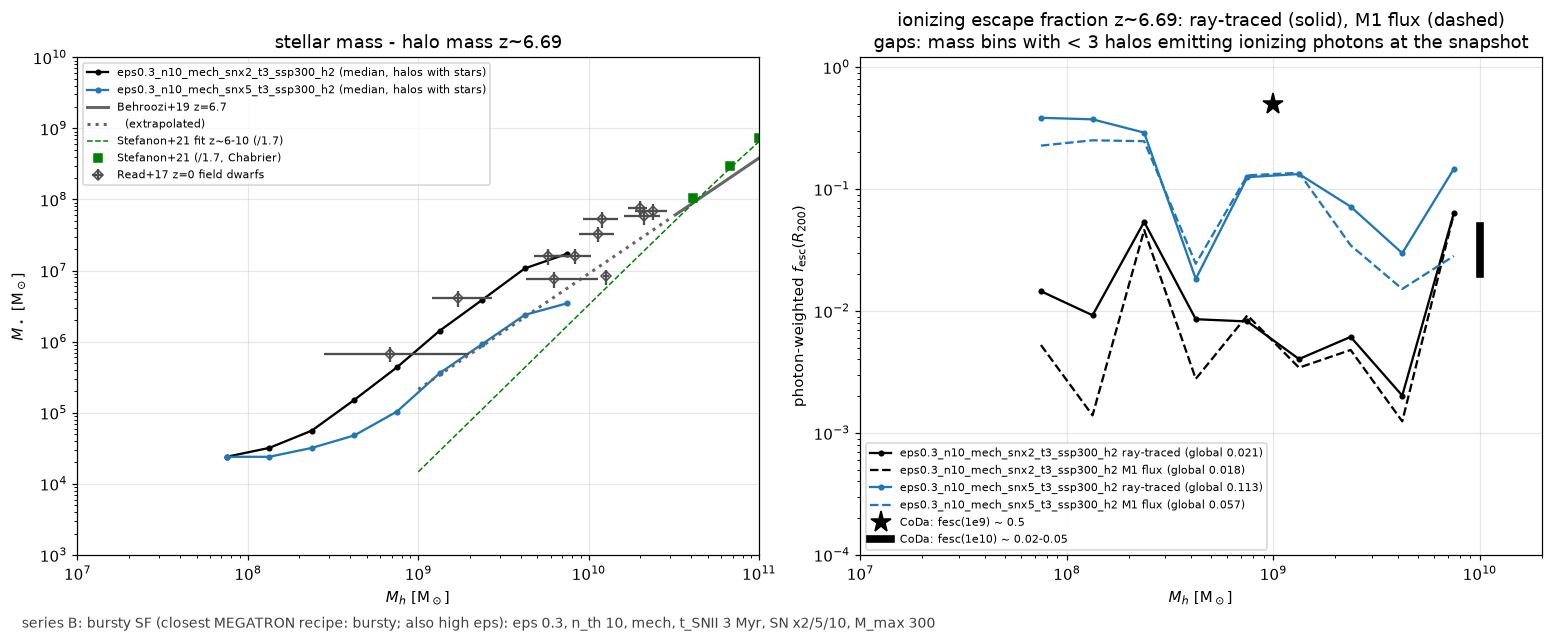 stellar mass - halo mass z~6.69
eps0.3_n10_mech_snx2_t3_ssp300_h2 (median, halos with stars)
eps0.3_n10_mech_snx5_t3_ssp300_h2 (median, halos with stars)
Behroozi+19 z=6.7
(extrapolated)
Stefanon+21 fit z~6-10 (/1.7)
Stefanon+21 (/1.7, Chabrier)
Read+17 z=0 field dwarfs
10^10
10^9
10^8
10^7
10^6
10^5
10^4
10^3
M⋆ [M⊙]
10^7
10^8
10^9
10^10
10^11
M_h [M⊙]
ionizing escape fraction z~6.69: ray-traced (solid), M1 flux (dashed)
gaps: mass bins with < 3 halos emitting ionizing photons at the snapshot
10^0
10^−1
10^−2
10^−3
10^−4
photon-weighted f_esc(R_200)
eps0.3_n10_mech_snx2_t3_ssp300_h2 ray-traced (global 0.021)
eps0.3_n10_mech_snx2_t3_ssp300_h2 M1 flux (global 0.018)
eps0.3_n10_mech_snx5_t3_ssp300_h2 ray-traced (global 0.113)
eps0.3_n10_mech_snx5_t3_ssp300_h2 M1 flux (global 0.057)
CoDa: fesc(1e9) ~ 0.5
CoDa: fesc(1e10) ~ 0.02-0.05
10^7
10^8
10^9
10^10
M_h [M⊙]
series B: bursty SF (closest MEGATRON recipe: bursty; also high eps): eps 0.3, n_th 10, mech, t_SNII 3 Myr, SN x2/5/10, M_max 300